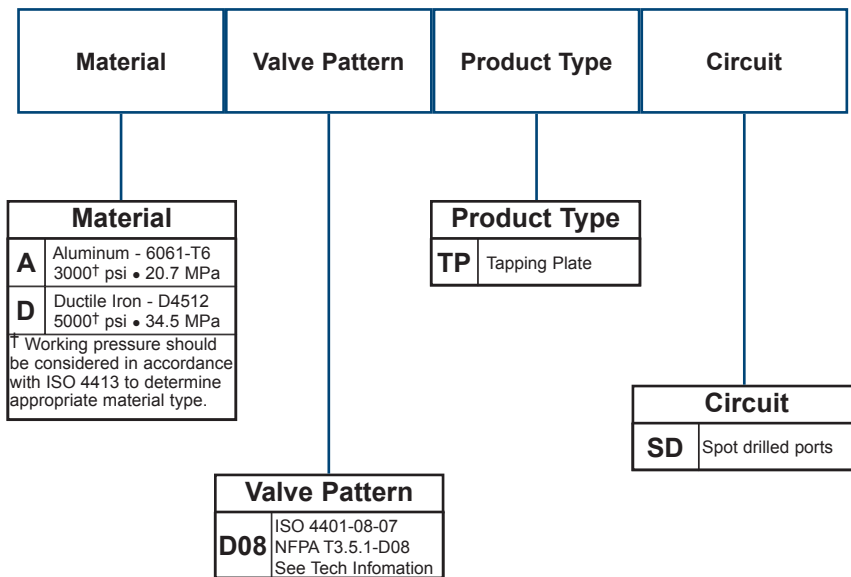 Material
Valve Pattern
Product Type
Circuit
Material
A
Aluminum - 6061-T6
3000† psi • 20.7 MPa
D
Ductile Iron - D4512
5000† psi • 34.5 MPa
† Working pressure should
be considered in accordance
with ISO 4413 to determine
appropriate material type.
Product Type
TP
Tapping Plate
Circuit
SD
Spot drilled ports
Valve Pattern
D08
ISO 4401-08-07
NFPA T3.5.1-D08
See Tech Infomation